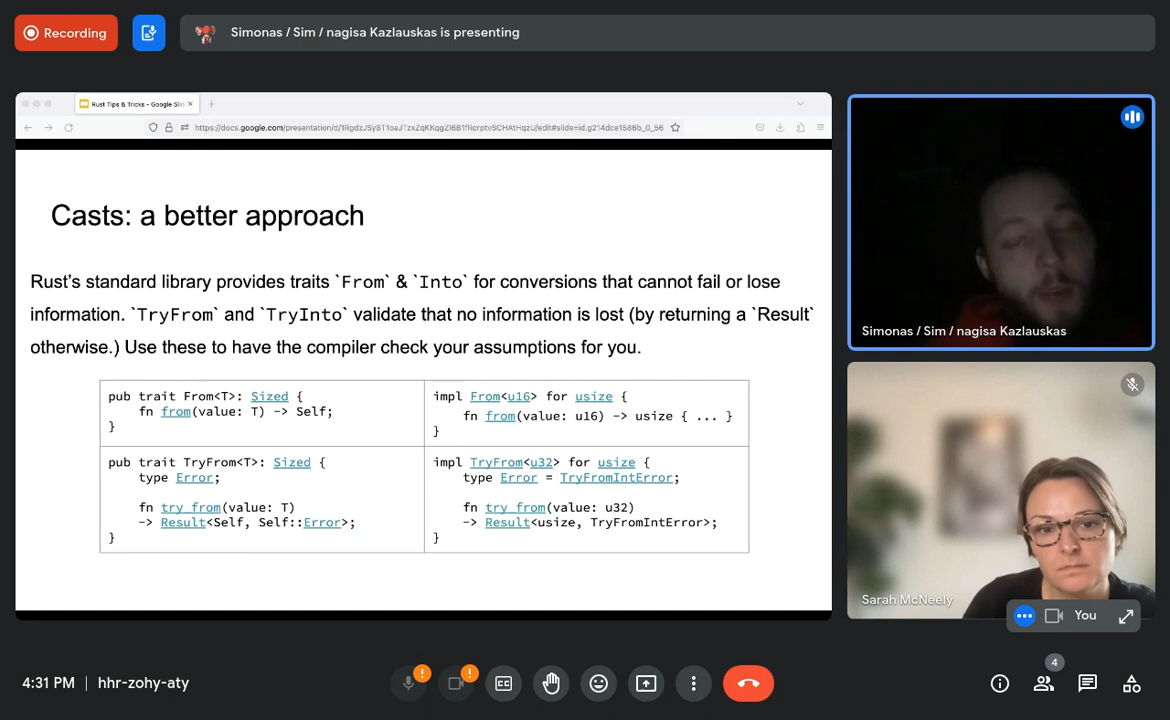 Recording
Simonas / Sim / nagisa Kazlauskas is presenting
Rust Tips & Tricks - Google Slid
Casts: a better approach
Rust's standard library provides traits `From` & `Into` for conversions that cannot fail or lose
information. `TryFrom` and `TryInto` validate that no information is lost (by returning a `Result`
otherwise.) Use these to have the compiler check your assumptions for you.
pub trait From<T>: Sized {
fn from(value: T) -> Self;
}
impl From<u16> for usize {
fn from(value: u16) -> usize { ... }
}
pub trait TryFrom<T>: Sized {
type Error;
fn try_from(value: T)
-> Result<Self, Self::Error>;
}
impl TryFrom<u32> for usize {
type Error = TryFromIntError;
fn try_from(value: u32)
-> Result<usize, TryFromIntError>;
}
Simonas / Sim / nagisa Kazlauskas
Sarah McNeely
You
4:31 PM | hhr-zohy-aty
4